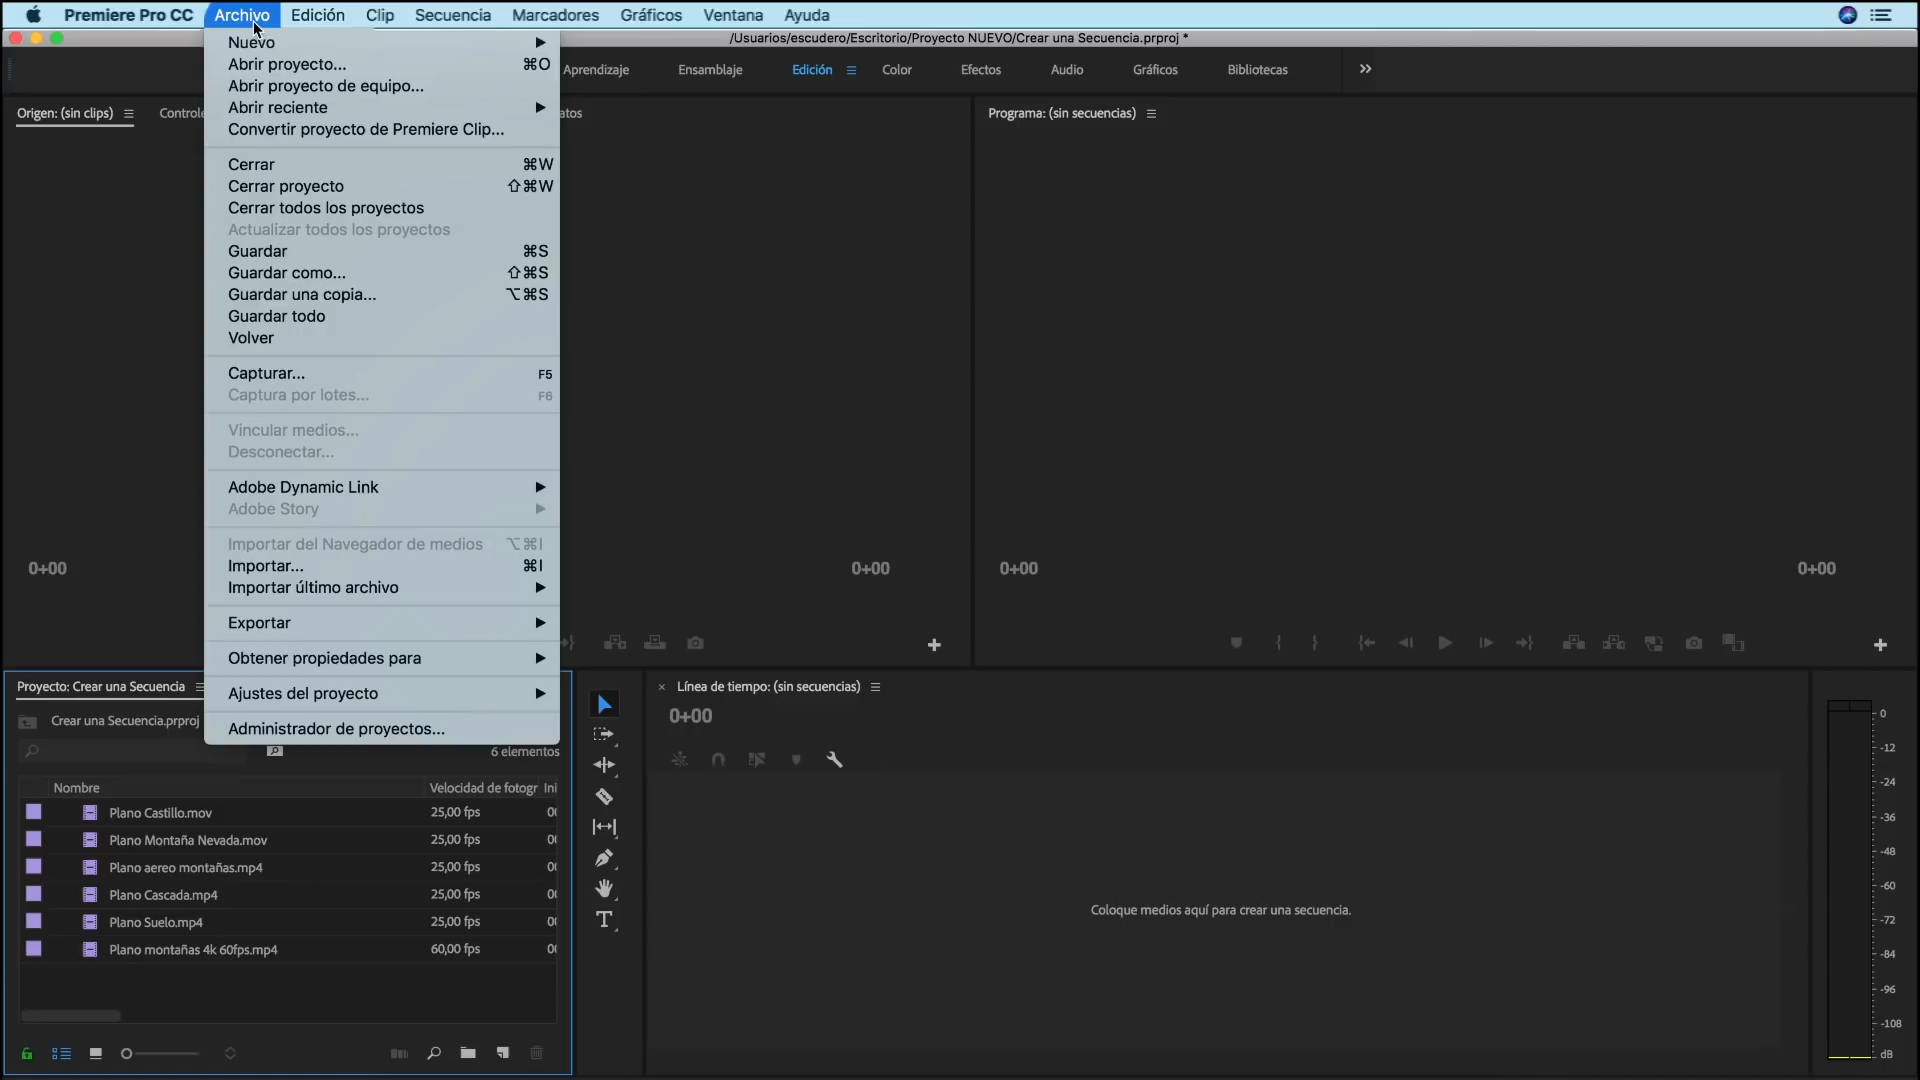 Premiere Pro CC Archivo Edición Clip Secuencia Marcadores Gráficos Ventana Ayuda
/Usuarios/escudero/Escritorio/Proyecto NUEVO/Crear una Secuencia.prproj *
Aprendizaje Ensamblaje Edición Color Efectos Audio Gráficos Bibliotecas
Origen: (sin clips)
Programa: (sin secuencias)
Nuevo
Abrir proyecto... ⌘O
Abrir proyecto de equipo...
Abrir reciente
Convertir proyecto de Premiere Clip...
Cerrar ⌘W
Cerrar proyecto ⇧⌘W
Cerrar todos los proyectos
Actualizar todos los proyectos
Guardar ⌘S
Guardar como... ⇧⌘S
Guardar una copia... ⌥⌘S
Guardar todo
Volver
Capturar... F5
Captura por lotes... F6
Vincular medios...
Desconectar...
Adobe Dynamic Link
Adobe Story
Importar del Navegador de medios ⌥⌘I
Importar... ⌘I
Importar último archivo
Exportar
Obtener propiedades para
Ajustes del proyecto
Administrador de proyectos...
0+00 0+00 0+00 0+00
Proyecto: Crear una Secuencia
Crear una Secuencia.prproj
6 elementos
Nombre Velocidad de fotogr Ini
Plano Castillo.mov 25,00 fps
Plano Montaña Nevada.mov 25,00 fps
Plano aereo montañas.mp4 25,00 fps
Plano Cascada.mp4 25,00 fps
Plano Suelo.mp4 25,00 fps
Plano montañas 4k 60fps.mp4 60,00 fps
Línea de tiempo: (sin secuencias)
0+00
Coloque medios aquí para crear una secuencia.
0
-12
-24
-36
-48
-60
-72
-84
-96
-108
dB